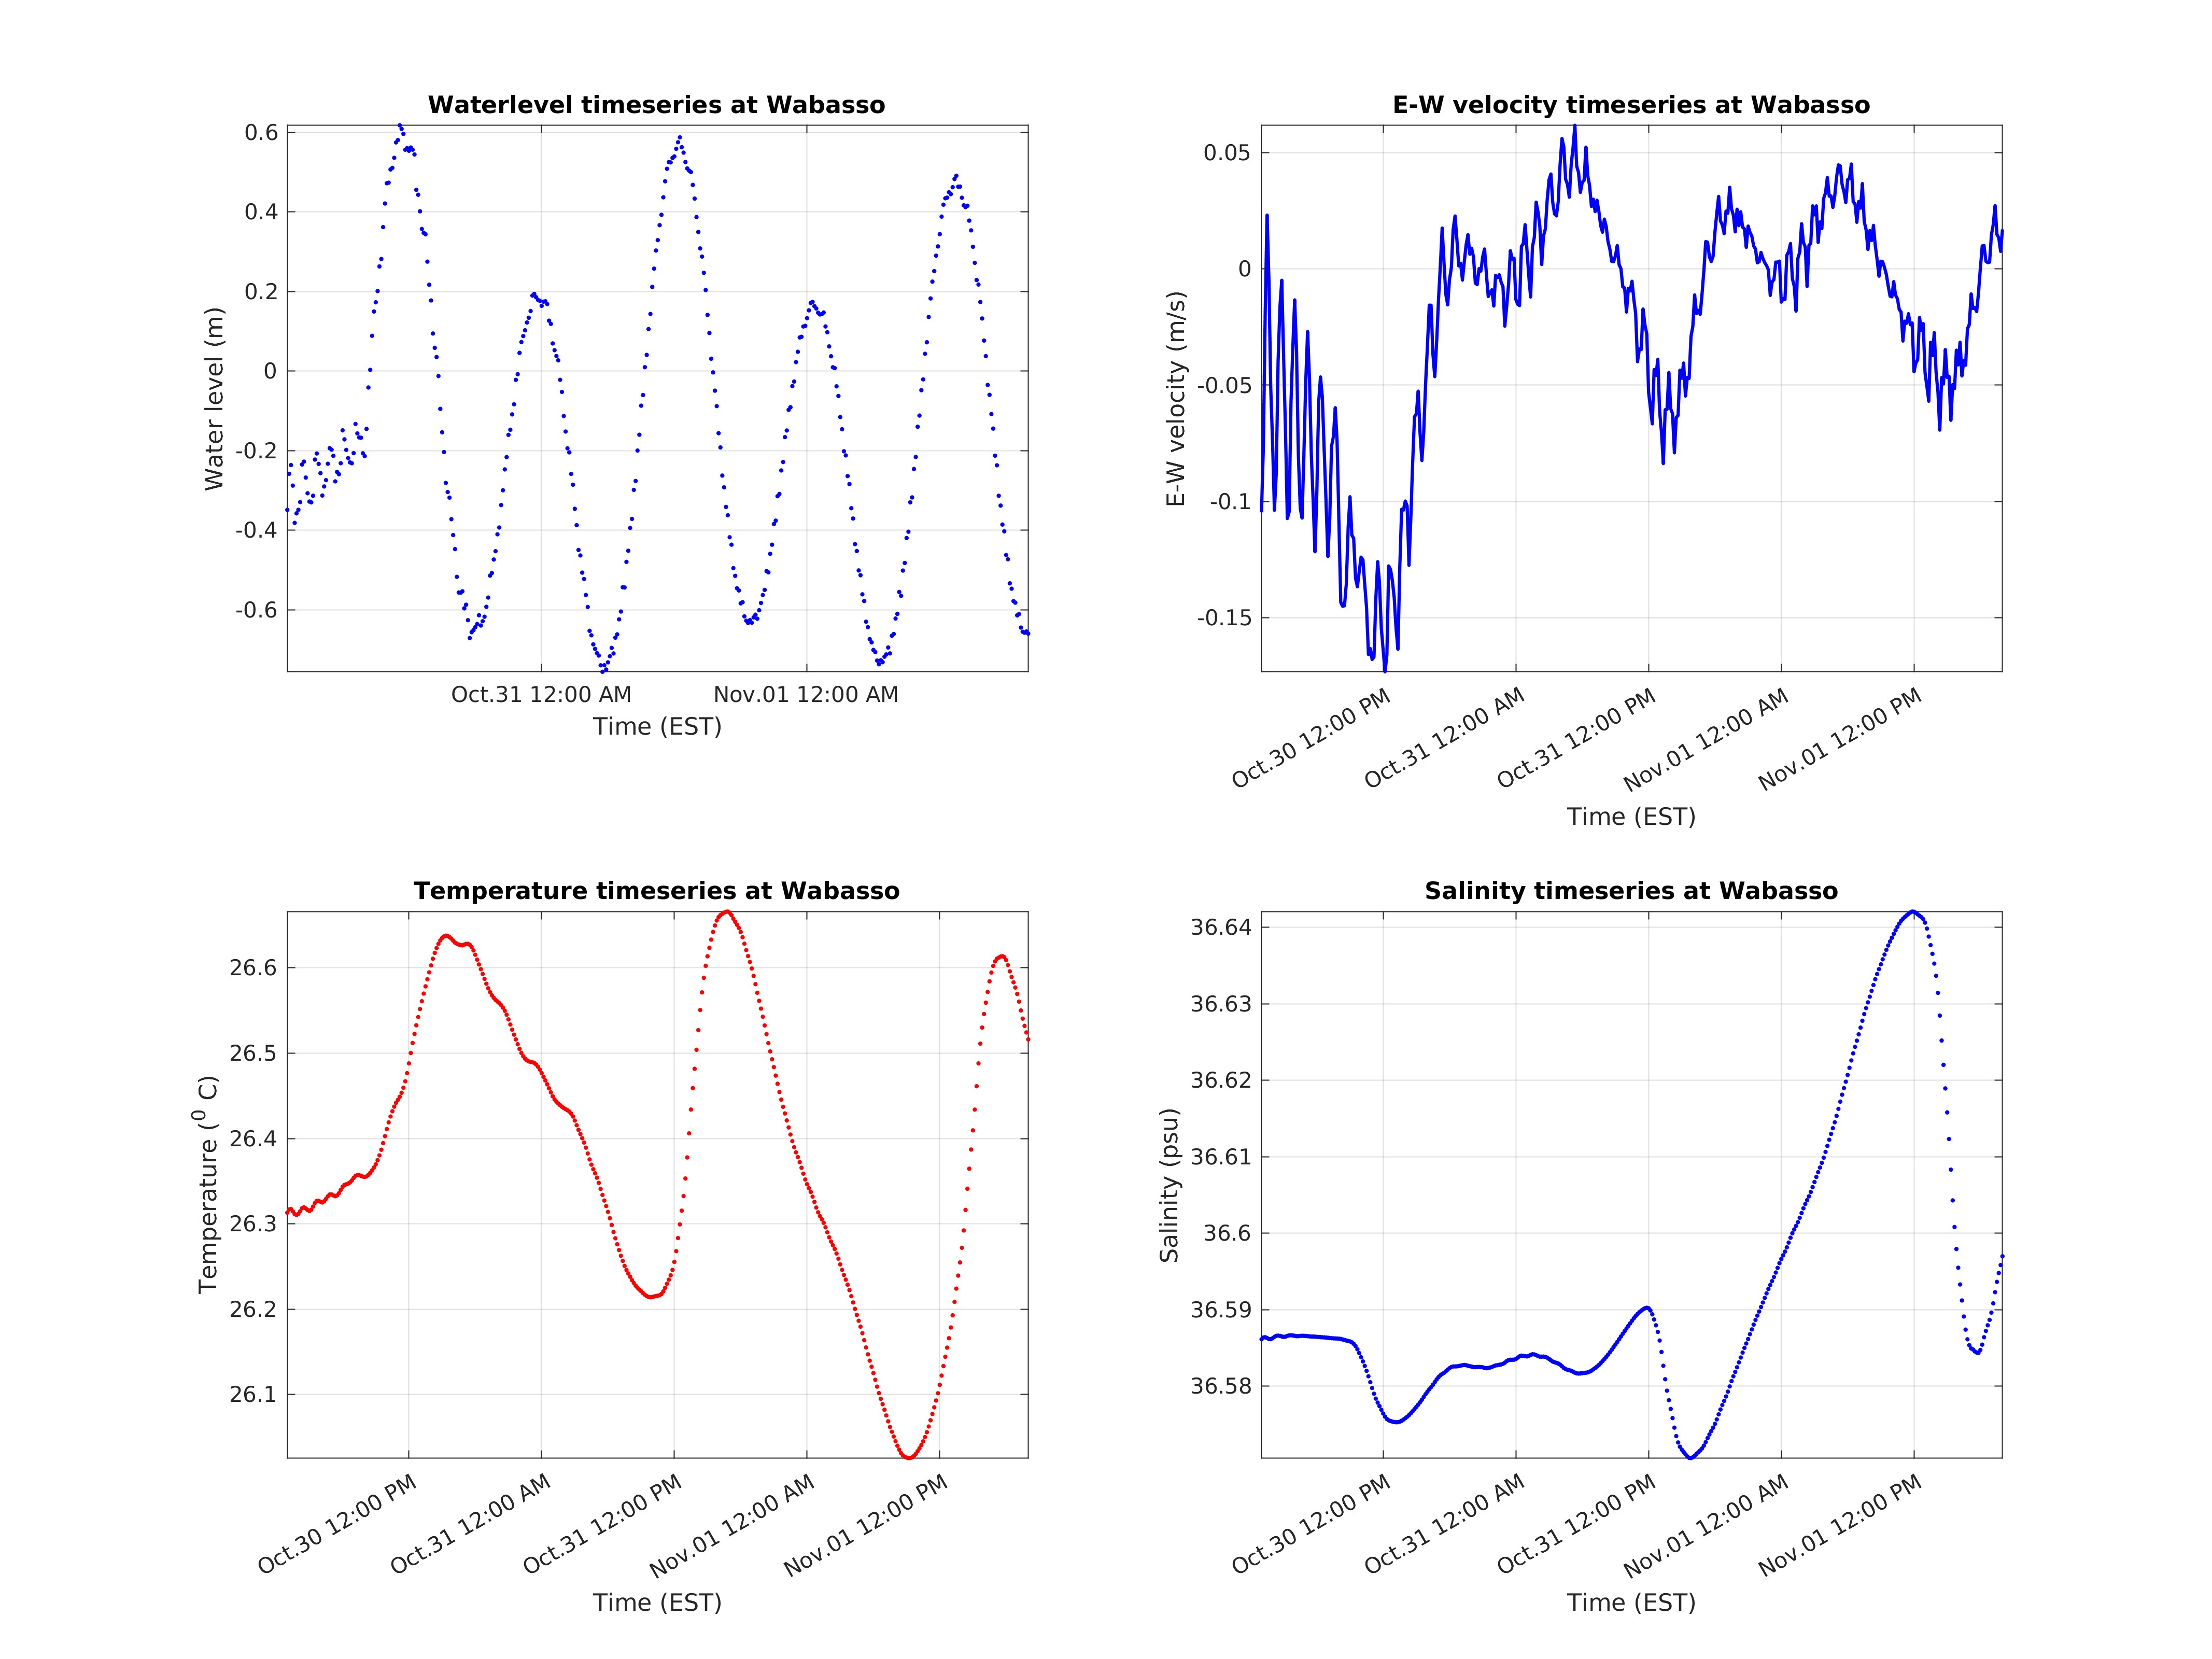 Waterlevel timeseries at Wabasso
0.6
0.4
0.2
0
-0.2
-0.4
-0.6
Water level (m)
Oct.31 12:00 AM
Nov.01 12:00 AM
Time (EST)
E-W velocity timeseries at Wabasso
0.05
0
-0.05
-0.1
-0.15
E-W velocity (m/s)
Oct.30 12:00 PM
Oct.31 12:00 AM
Oct.31 12:00 PM
Nov.01 12:00 AM
Nov.01 12:00 PM
Time (EST)
Temperature timeseries at Wabasso
26.6
26.5
26.4
26.3
26.2
26.1
Temperature (⁰ C)
Oct.30 12:00 PM
Oct.31 12:00 AM
Oct.31 12:00 PM
Nov.01 12:00 AM
Nov.01 12:00 PM
Time (EST)
Salinity timeseries at Wabasso
36.64
36.63
36.62
36.61
36.6
36.59
36.58
Salinity (psu)
Oct.30 12:00 PM
Oct.31 12:00 AM
Oct.31 12:00 PM
Nov.01 12:00 AM
Nov.01 12:00 PM
Time (EST)